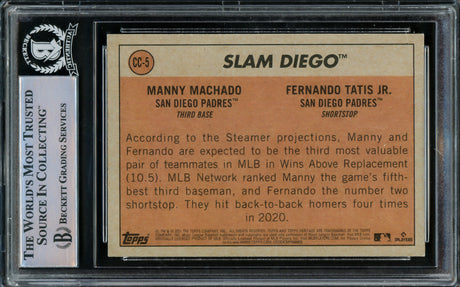 BECKETT
THE WORLD'S MOST TRUSTED
SOURCE IN COLLECTING™
BECKETT GRADING SERVICES
CC-5
SLAM DIEGO™
MANNY MACHADO
SAN DIEGO PADRES™
THIRD BASE
FERNANDO TATIS JR.
SAN DIEGO PADRES™
SHORTSTOP
According to the Steamer projections, Manny and
Fernando are expected to be the third most valuable
pair of teammates in MLB in Wins Above Replacement
(10.5). MLB Network ranked Manny the game's fifth-
best third baseman, and Fernando the number two
shortstop. They hit back-to-back homers four times
in 2020.
Topps
PLAYERS